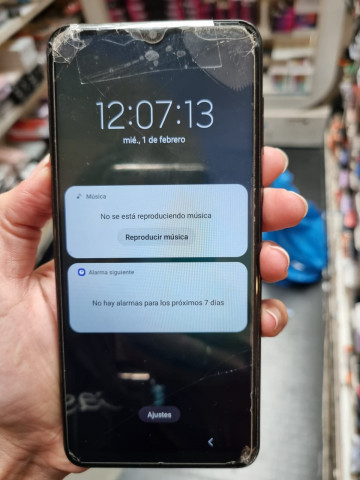 12:07:13
mié., 1 de febrero
Música
No se está reproduciendo música
Reproducir música
Alarma siguiente
No hay alarmas para los próximos 7 días
Ajustes